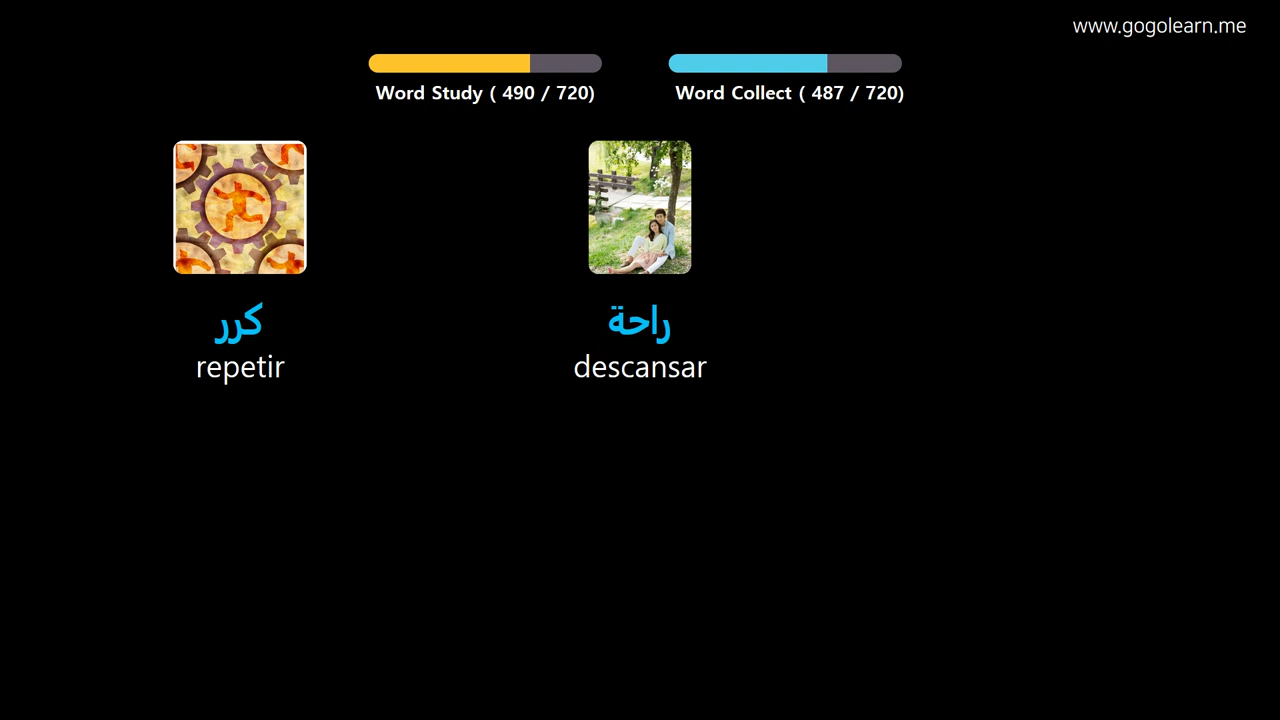 www.gogolearn.me
Word Study ( 490 / 720)
Word Collect ( 487 / 720)
كرر
repetir
راحة
descansar